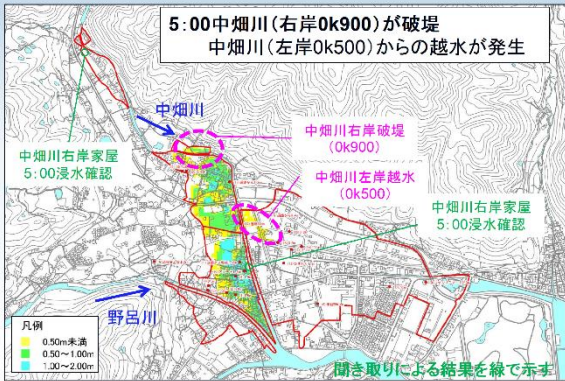 5:00中畑川(右岸0k900)が破堤
中畑川(左岸0k500)からの越水が発生
中畑川
中畑川右岸破堤
(0k900)
中畑川右岸家屋
5:00浸水確認
中畑川左岸越水
(0k500)
中畑川右岸家屋
5:00浸水確認
野呂川
凡例
0.50m未満
0.50～1.00m
1.00～2.00m
聞き取りによる結果を緑で示す